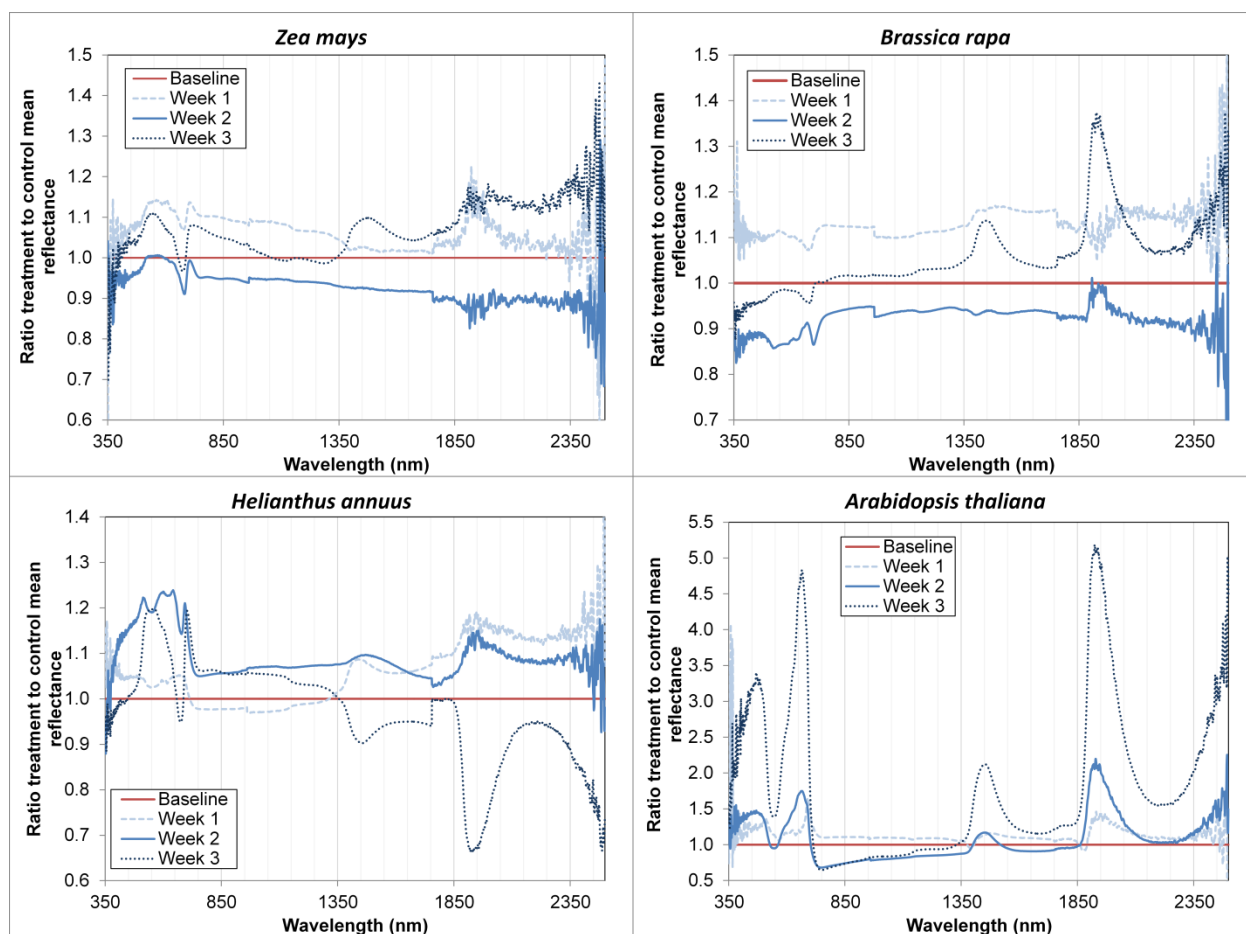 Zea mays
Ratio treatment to control mean
reflectance
1.5
1.4
1.3
1.2
1.1
1.0
0.9
0.8
0.7
0.6
Baseline
Week 1
Week 2
Week 3
350
850
1350
1850
2350
Wavelength (nm)
Brassica rapa
Ratio treatment to control mean
reflectance
1.5
1.4
1.3
1.2
1.1
1.0
0.9
0.8
0.7
Baseline
Week 1
Week 2
Week 3
350
850
1350
1850
2350
Wavelength (nm)
Helianthus annuus
Ratio treatment to control mean
reflectance
1.4
1.3
1.2
1.1
1.0
0.9
0.8
0.7
0.6
Baseline
Week 1
Week 2
Week 3
350
850
1350
1850
2350
Wavelength (nm)
Arabidopsis thaliana
Ratio treatment to control mean
reflectance
5.5
5.0
4.5
4.0
3.5
3.0
2.5
2.0
1.5
1.0
0.5
0.0
Baseline
Week 1
Week 2
Week 3
350
850
1350
1850
2350
Wavelength (nm)